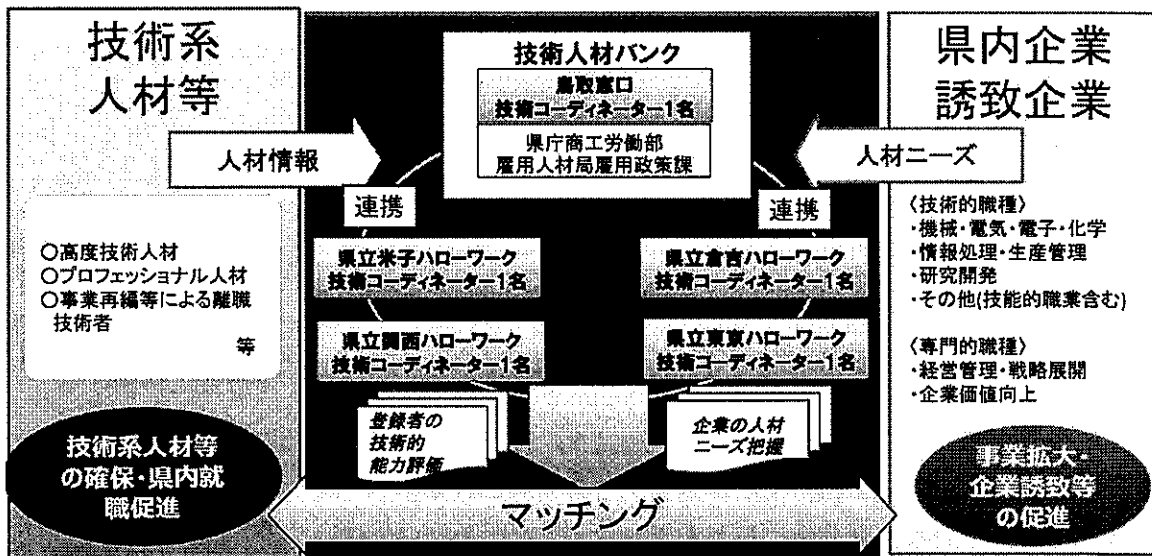 技術系
人材等
人材情報
○高度技術人材
○プロフェッショナル人材
○事業再編等による離職
技術者
等
技術系人材等
の確保・県内就
職促進
技術人材バンク
鳥取窓口
技術コーディネーター1名
県庁商工労働部
雇用人材局雇用政策課
連携
連携
県立米子ハローワーク
技術コーディネーター1名
県立倉吉ハローワーク
技術コーディネーター1名
県立関西ハローワーク
技術コーディネーター1名
県立東京ハローワーク
技術コーディネーター1名
登録者の
技術的
能力評価
企業の人材
ニーズ把握
マッチング
県内企業
誘致企業
人材ニーズ
〈技術的職種〉
・機械・電気・電子・化学
・情報処理・生産管理
・研究開発
・その他(技能的職業含む)
〈専門的職種〉
・経営管理・戦略展開
・企業価値向上
事業拡大・
企業誘致等
の促進